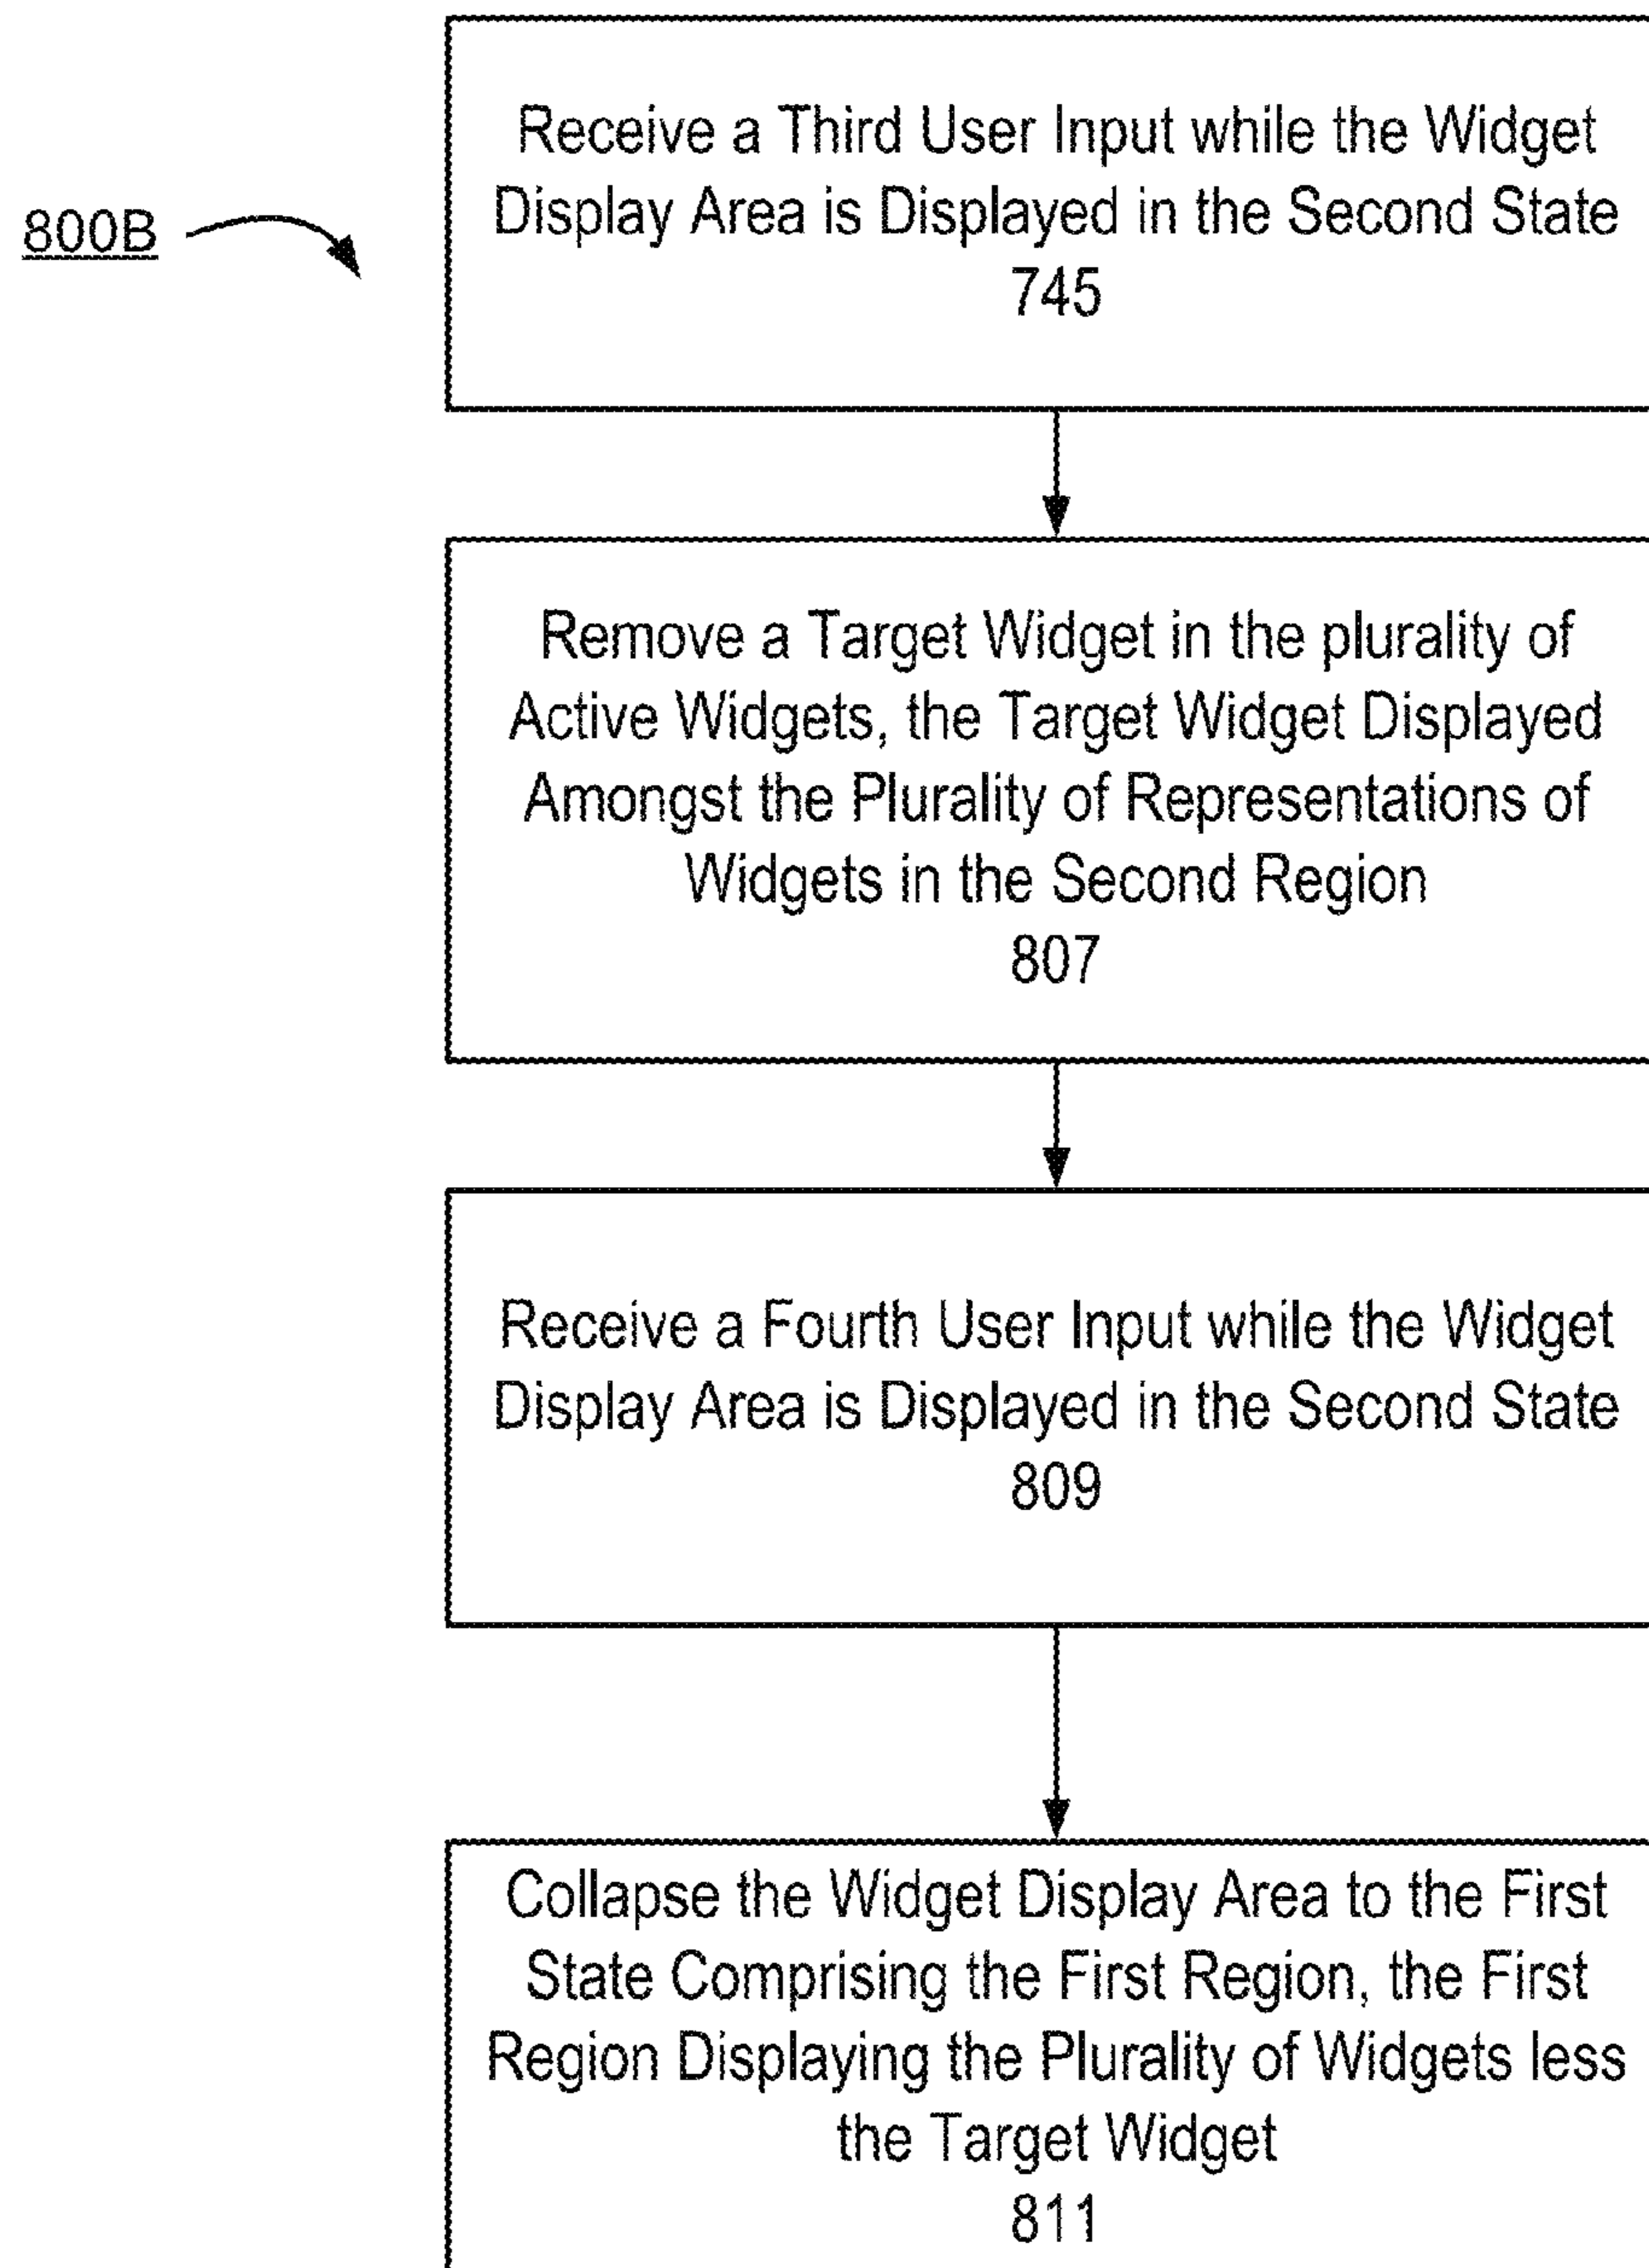 800B
Receive a Third User Input while the Widget
Display Area is Displayed in the Second State
745
Remove a Target Widget in the plurality of
Active Widgets, the Target Widget Displayed
Amongst the Plurality of Representations of
Widgets in the Second Region
807
Receive a Fourth User Input while the Widget
Display Area is Displayed in the Second State
809
Collapse the Widget Display Area to the First
State Comprising the First Region, the First
Region Displaying the Plurality of Widgets less
the Target Widget
811